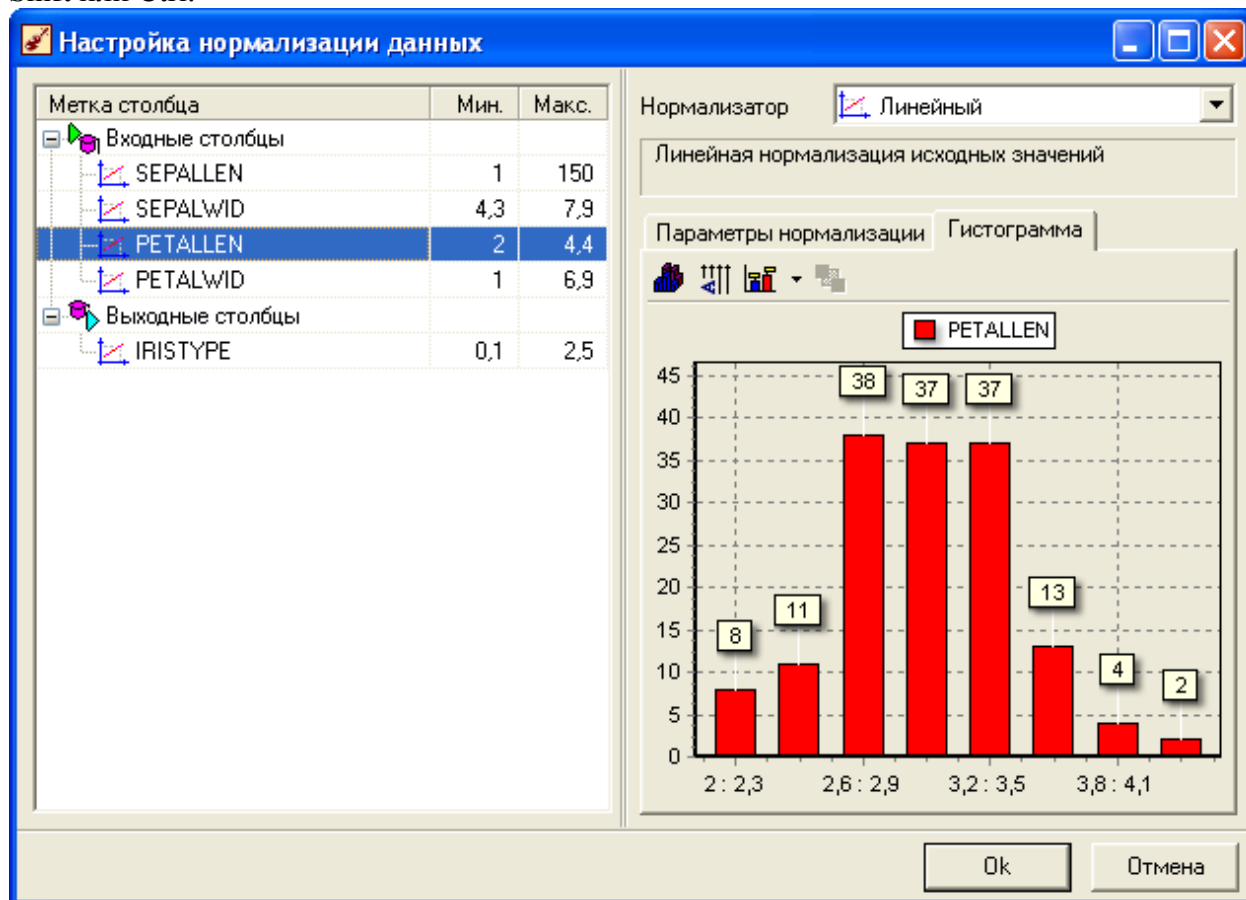 Настройка нормализации данных
Метка столбца Мин. Макс.
Входные столбцы
SEPALLEN 1 150
SEPALWID 4,3 7,9
PETALLEN 2 4,4
PETALWID 1 6,9
Выходные столбцы
IRISTYPE 0,1 2,5
Нормализатор Линейный
Линейная нормализация исходных значений
Параметры нормализации Гистограмма
PETALLEN
45
40
35
30
25
20
15
10
5
0
8 11 38 37 37 13 4 2
2 : 2,3 2,6 : 2,9 3,2 : 3,5 3,8 : 4,1
Ok Отмена